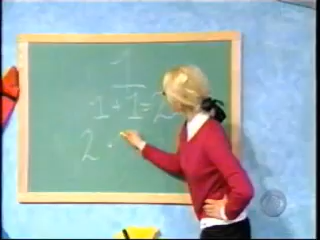 1
1 + 1 = 2
2